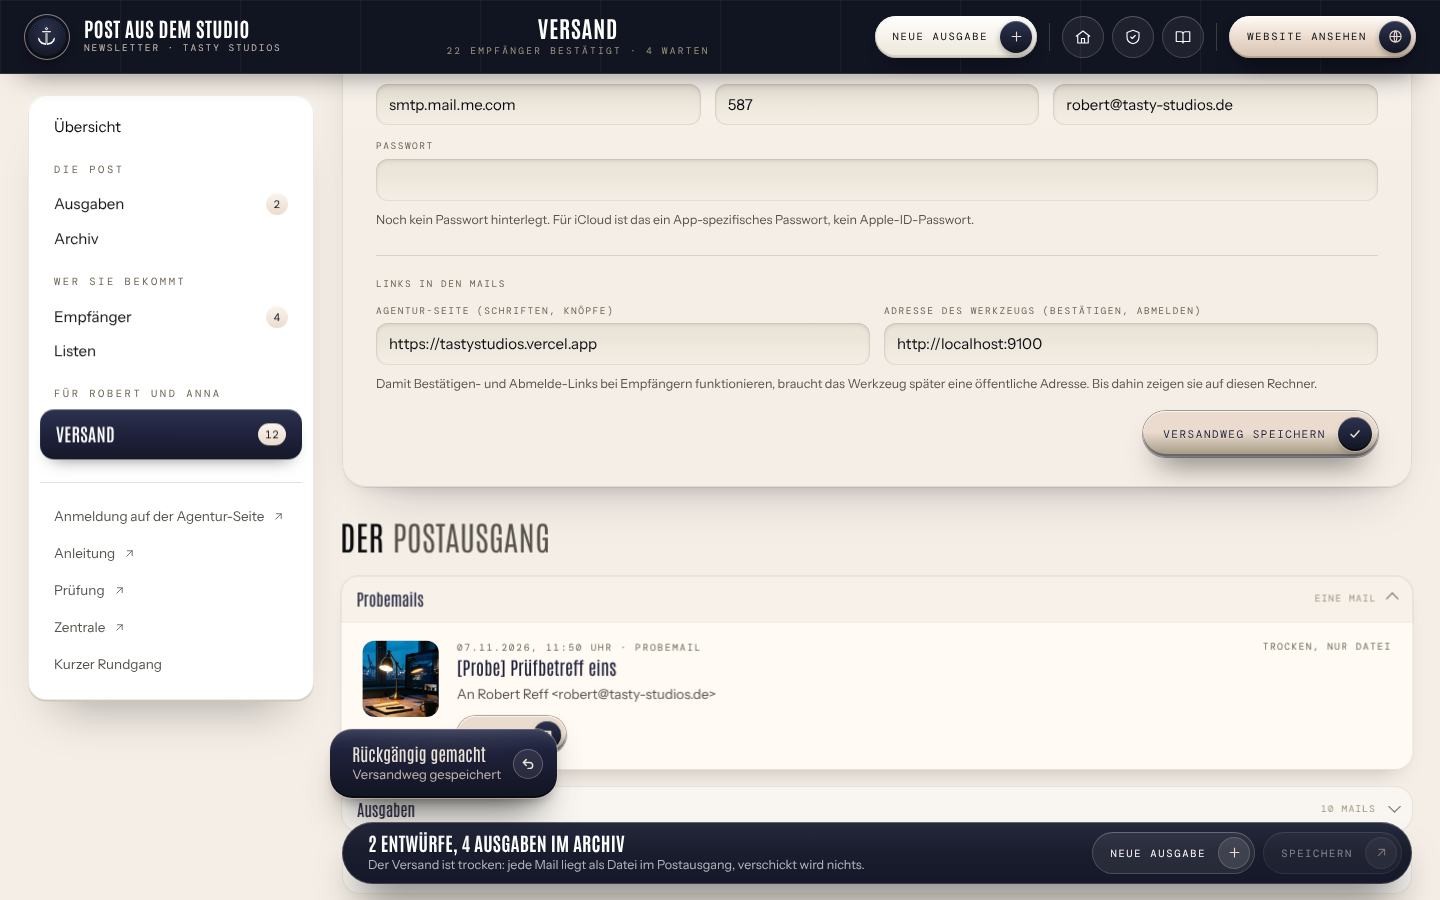 POST AUS DEM STUDIO
NEWSLETTER · TASTY STUDIOS
VERSAND
22 EMPFÄNGER BESTÄTIGT · 4 WARTEN
NEUE AUSGABE
WEBSITE ANSEHEN
Übersicht
DIE POST
Ausgaben 2
Archiv
WER SIE BEKOMMT
Empfänger 4
Listen
FÜR ROBERT UND ANNA
VERSAND 12
Anmeldung auf der Agentur-Seite
Anleitung
Prüfung
Zentrale
Kurzer Rundgang
smtp.mail.me.com 587 robert@tasty-studios.de
PASSWORT
Noch kein Passwort hinterlegt. Für iCloud ist das ein App-spezifisches Passwort, kein Apple-ID-Passwort.
LINKS IN DEN MAILS
AGENTUR-SEITE (SCHRIFTEN, KNÖPFE) ADRESSE DES WERKZEUGS (BESTÄTIGEN, ABMELDEN)
https://tastystudios.vercel.app http://localhost:9100
Damit Bestätigen- und Abmelde-Links bei Empfängern funktionieren, braucht das Werkzeug später eine öffentliche Adresse. Bis dahin zeigen sie auf diesen Rechner.
VERSANDWEG SPEICHERN
DER POSTAUSGANG
Probemails EINE MAIL
07.11.2026, 11:50 UHR · PROBEMAIL TROCKEN, NUR DATEI
[Probe] Prüfbetreff eins
An Robert Reff <robert@tasty-studios.de>
Rückgängig gemacht
Versandweg gespeichert
Ausgaben 10 MAILS
2 ENTWÜRFE, 4 AUSGABEN IM ARCHIV
Der Versand ist trocken: jede Mail liegt als Datei im Postausgang, verschickt wird nichts.
NEUE AUSGABE
SPEICHERN